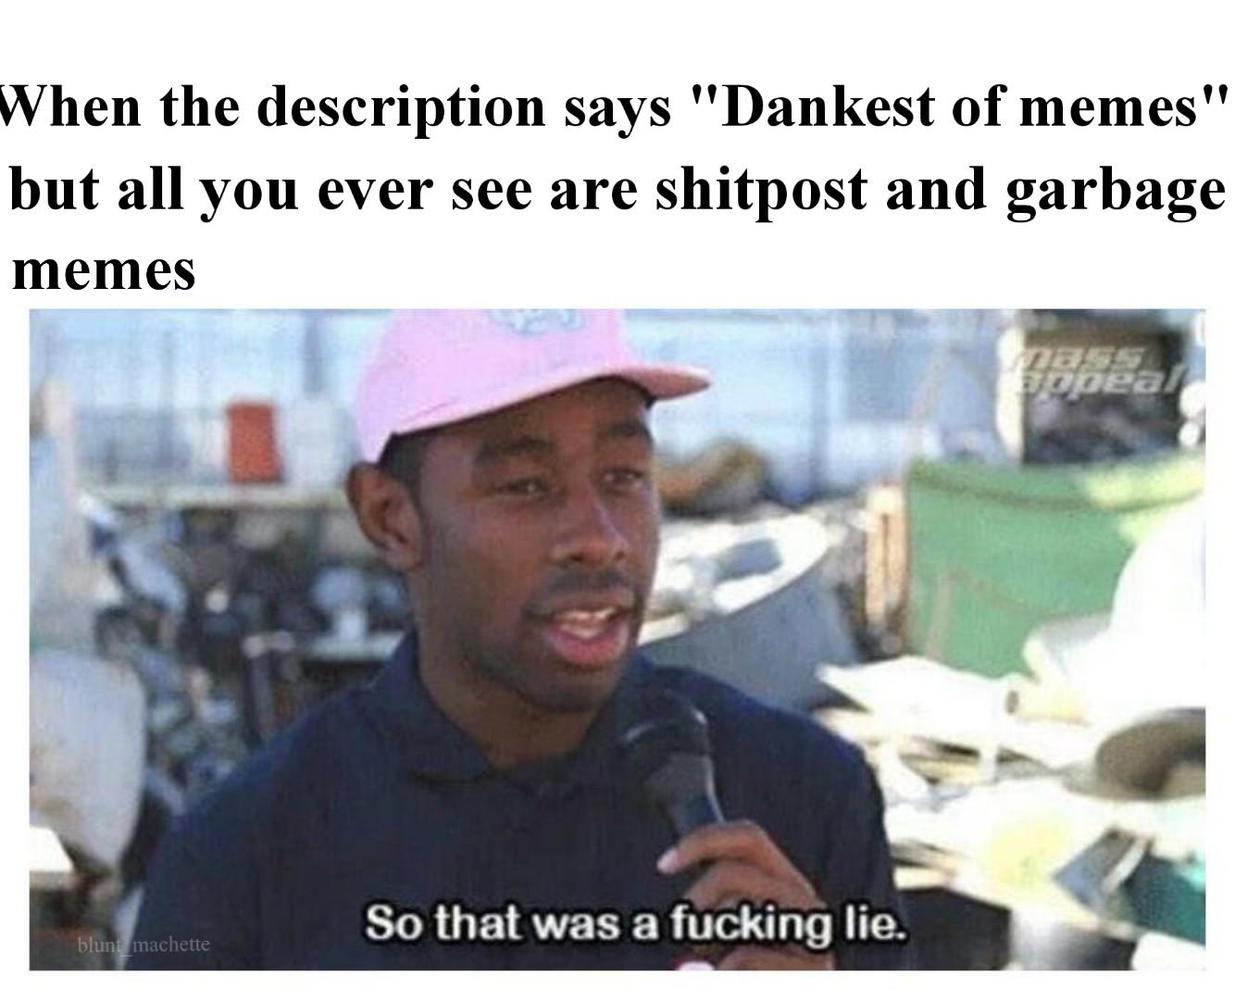 When the description says "Dankest of memes"
but all you ever see are shitpost and garbage
memes
mass
appeal
So that was a fucking lie.
blunt_machette